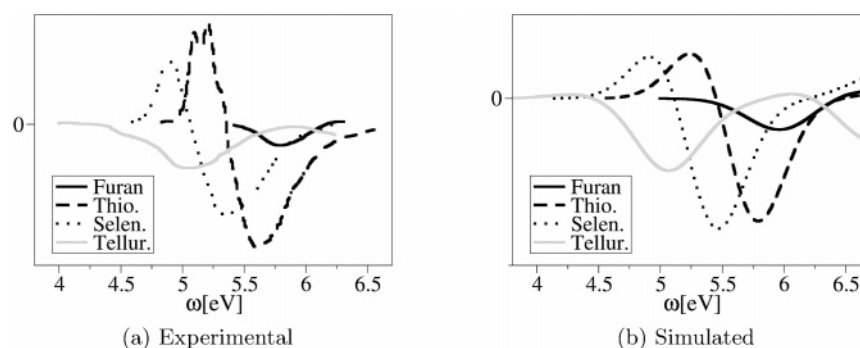 0
Furan
Thio.
Selen.
Tellur.
4 4.5 5 5.5 6 6.5
ω[eV]
(a) Experimental
0
Furan
Thio.
Selen.
Tellur.
4 4.5 5 5.5 6 6.5
ω[eV]
(b) Simulated